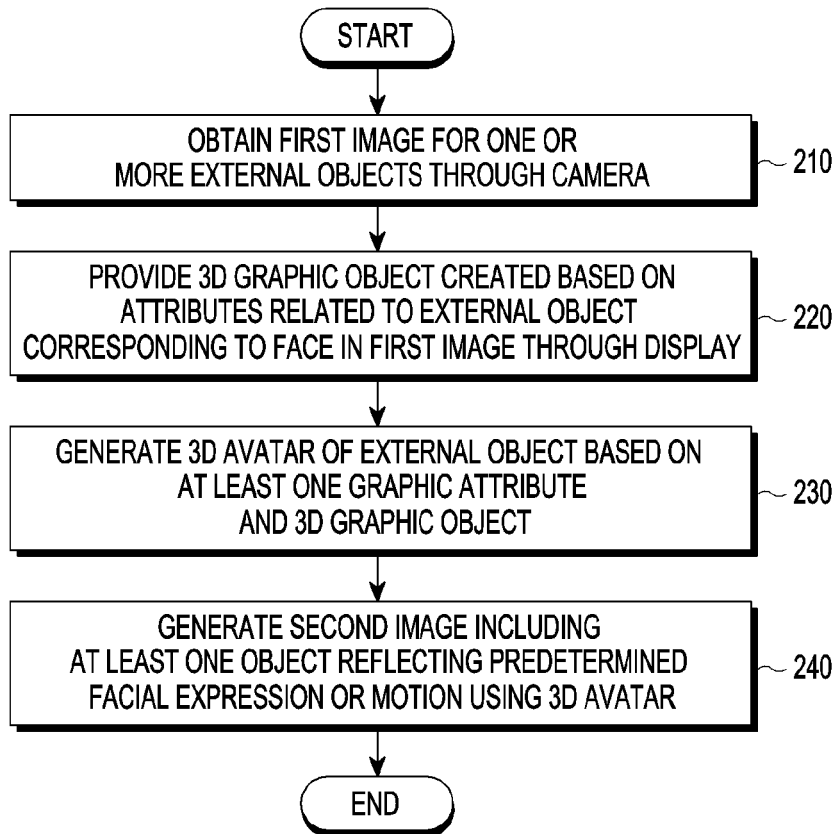 START
OBTAIN FIRST IMAGE FOR ONE OR
MORE EXTERNAL OBJECTS THROUGH CAMERA
210
PROVIDE 3D GRAPHIC OBJECT CREATED BASED ON
ATTRIBUTES RELATED TO EXTERNAL OBJECT
CORRESPONDING TO FACE IN FIRST IMAGE THROUGH DISPLAY
220
GENERATE 3D AVATAR OF EXTERNAL OBJECT BASED ON
AT LEAST ONE GRAPHIC ATTRIBUTE
AND 3D GRAPHIC OBJECT
230
GENERATE SECOND IMAGE INCLUDING
AT LEAST ONE OBJECT REFLECTING PREDETERMINED
FACIAL EXPRESSION OR MOTION USING 3D AVATAR
240
END